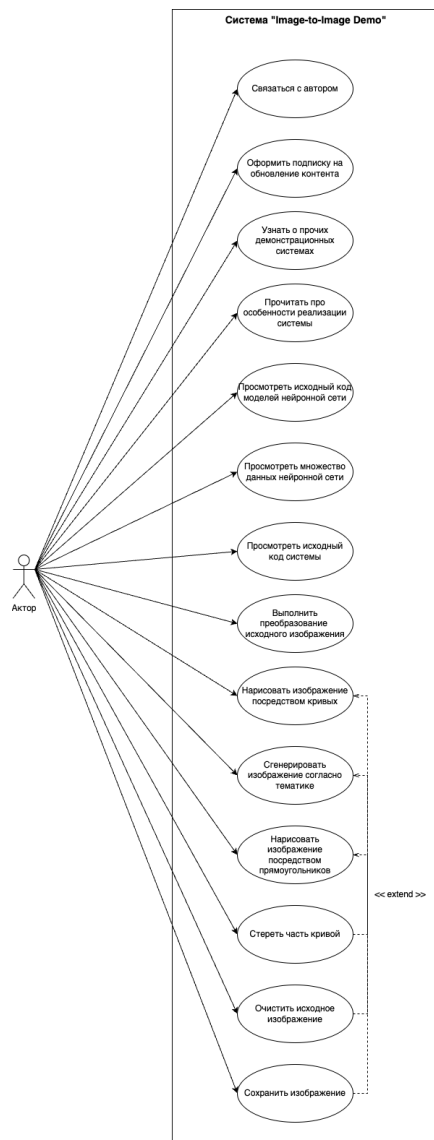 Система "Image-to-Image Demo"
Связаться с автором
Оформить подписку на
обновление контента
Узнать о прочих
демонстрационных
системах
Прочитать про
особенности реализации
системы
Просмотреть исходный код
моделей нейронной сети
Просмотреть множество
данных нейронной сети
Просмотреть исходный
код системы
Актор
Выполнить
преобразование
исходного изображения
Нарисовать изображение
посредством кривых
Сгенерировать
изображение согласно
тематике
Нарисовать
изображение
посредством
прямоугольников
<< extend >>
Стереть часть кривой
Очистить исходное
изображение
Сохранить изображение